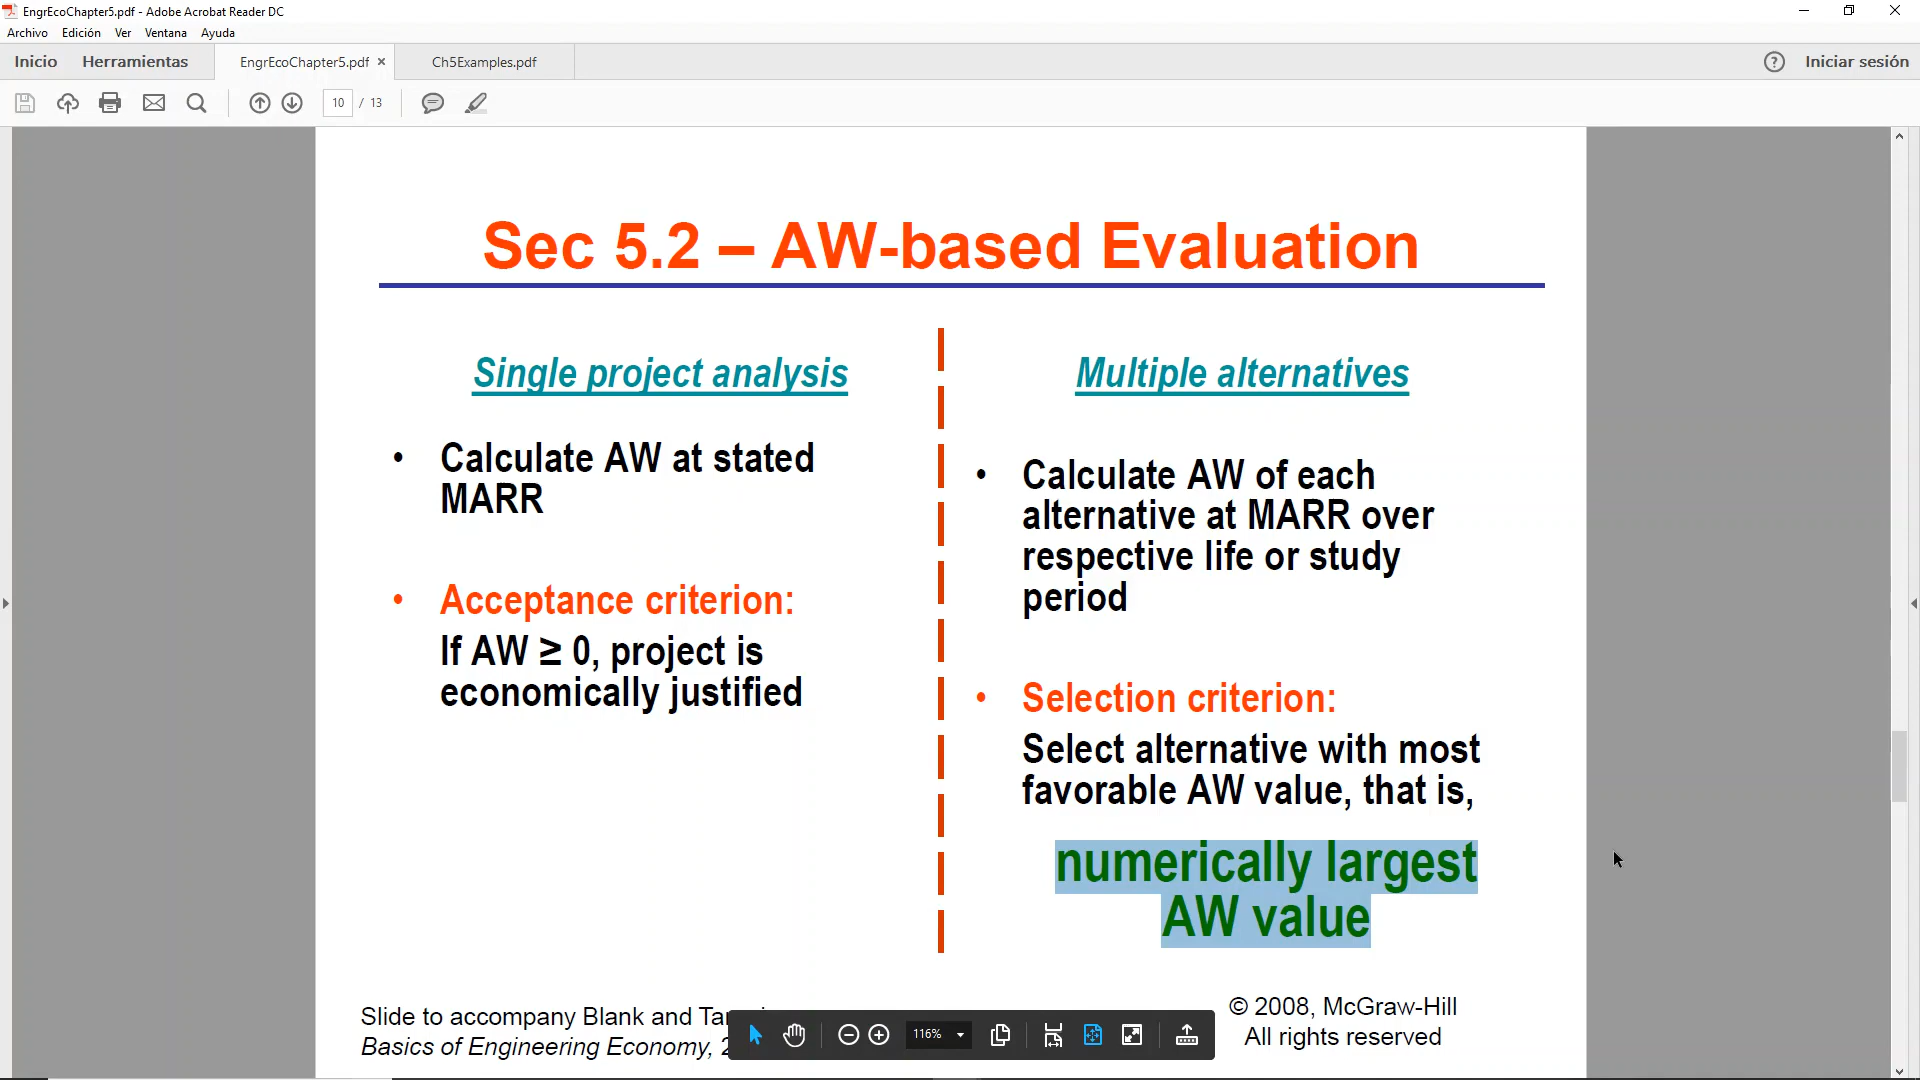 EngrEcoChapter5.pdf - Adobe Acrobat Reader DC
Archivo Edición Ver Ventana Ayuda
Inicio Herramientas EngrEcoChapter5.pdf Ch5Examples.pdf Iniciar sesión
10 / 13
Sec 5.2 – AW-based Evaluation
Single project analysis
• Calculate AW at stated
MARR
• Acceptance criterion:
If AW ≥ 0, project is
economically justified
Multiple alternatives
• Calculate AW of each
alternative at MARR over
respective life or study
period
• Selection criterion:
Select alternative with most
favorable AW value, that is,
numerically largest
AW value
Slide to accompany Blank and
Basics of Engineering Economy,
116%
© 2008, McGraw-Hill
All rights reserved